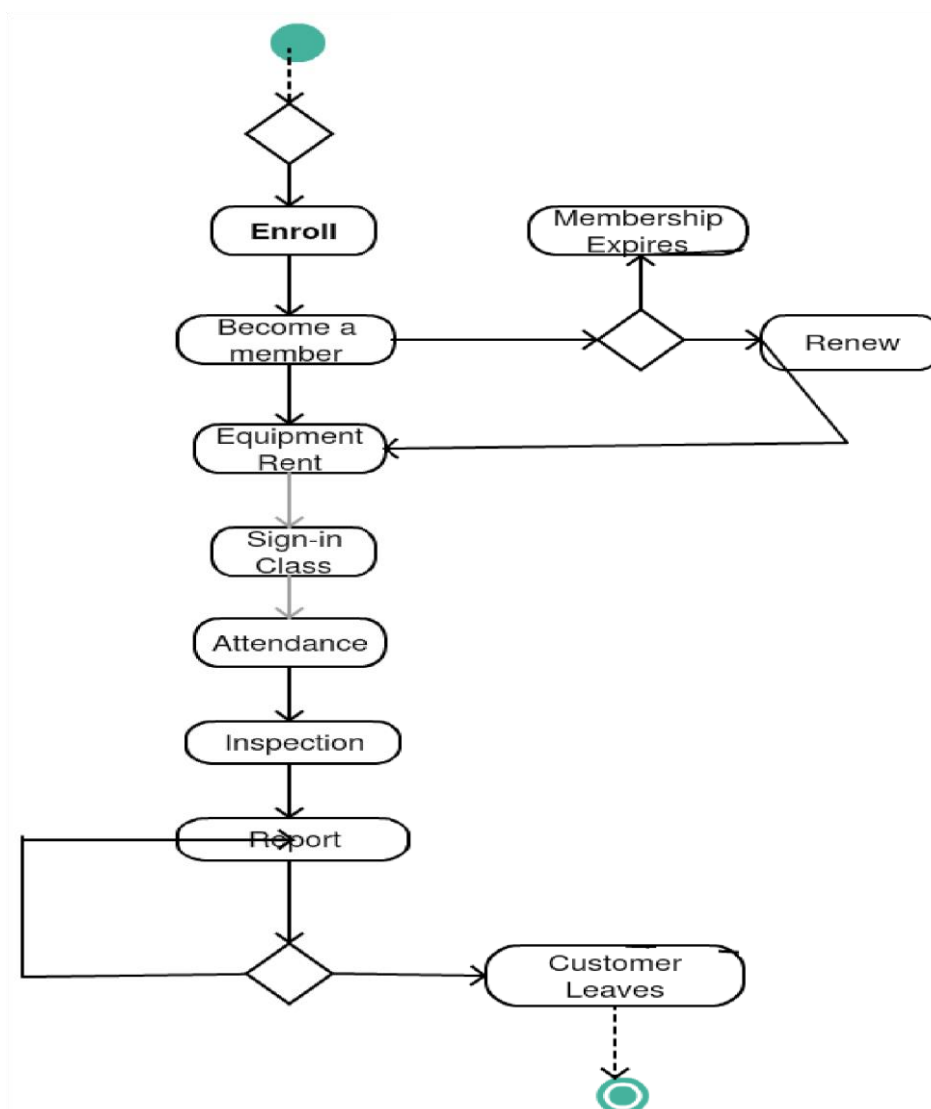 Enroll
Membership
Expires
Become a
member
Renew
Equipment
Rent
Sign-in
Class
Attendance
Inspection
Report
Customer
Leaves